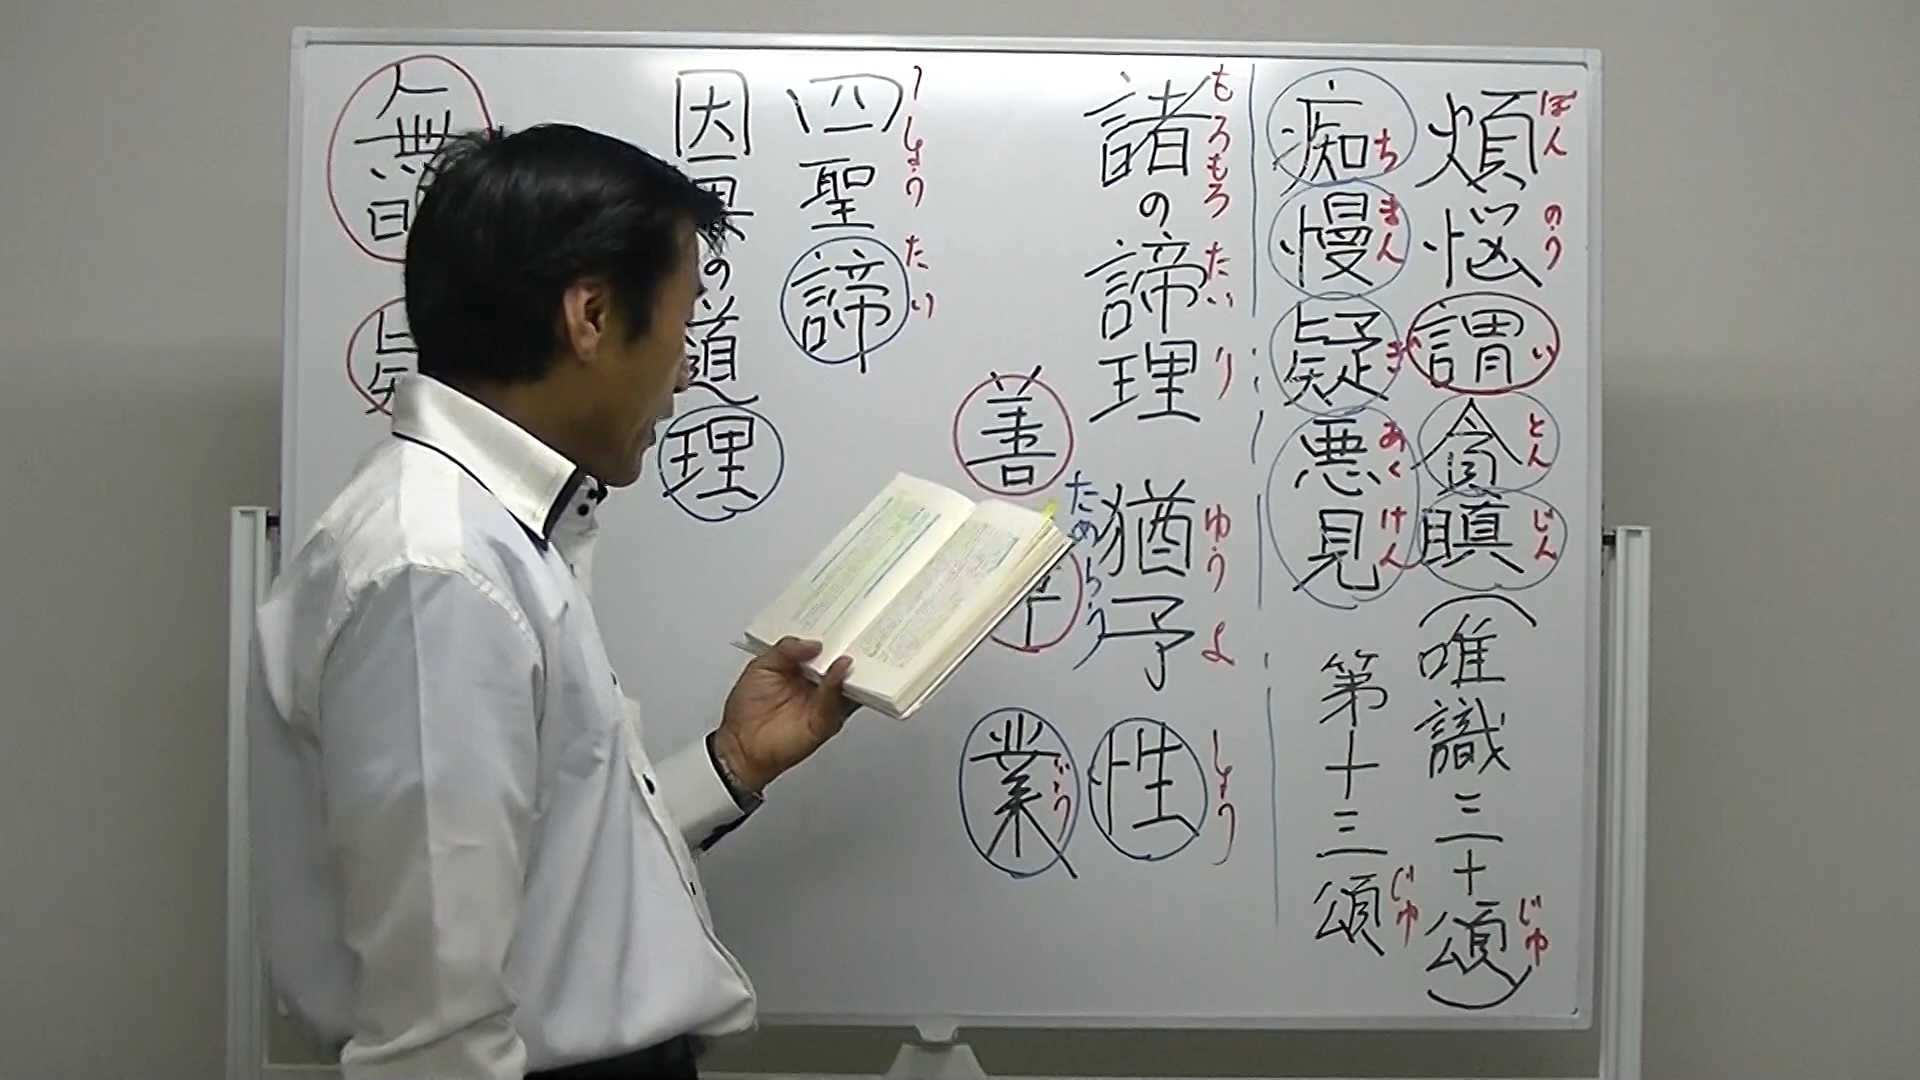 煩悩謂貪瞋(唯識三十頌)
ぼんのういとんじんじゅ
痴慢疑悪見 第十三頌
ちまんぎあくけんじゅ
諸の諦理 猶予 性
もろもろたいりゆうよしょう
ためらう
善 業
ごう
四聖諦
ししょうたい
因果の道理
無明 疑